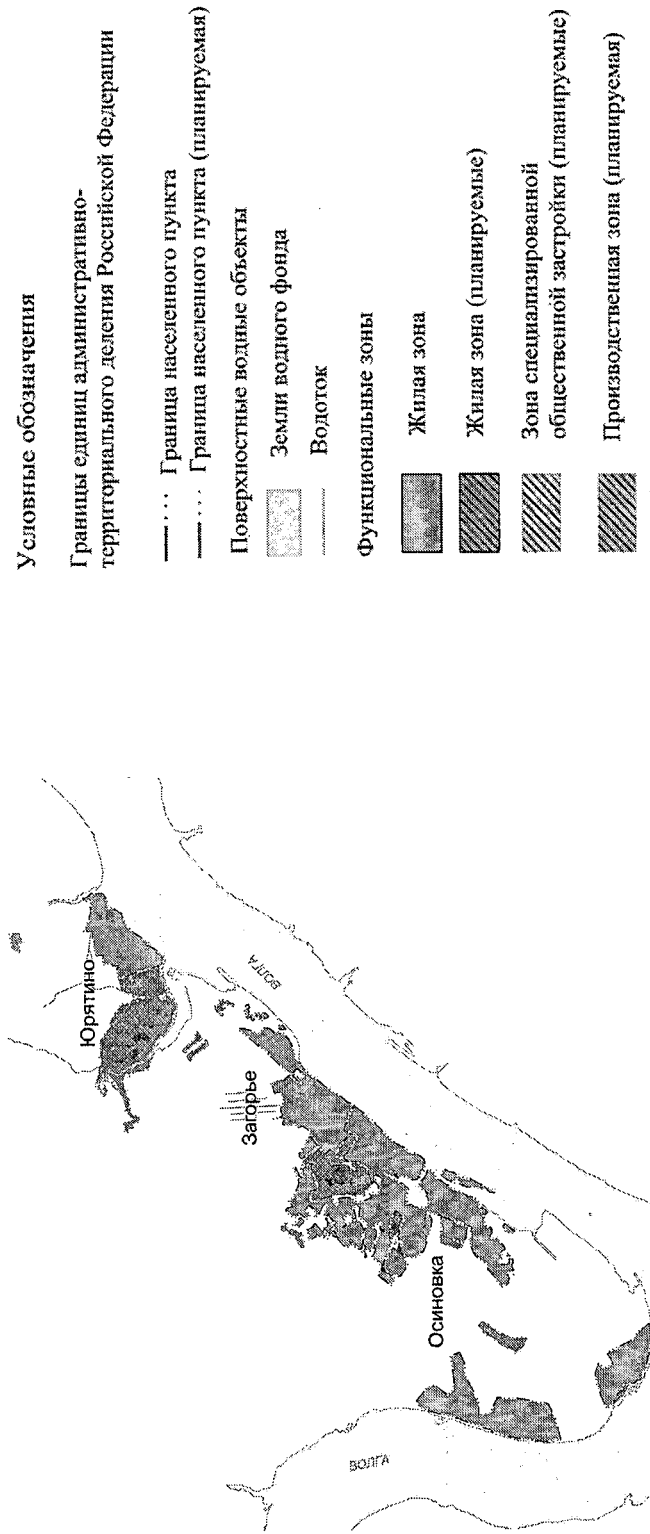 Условные обозначения
Границы единиц административно-
территориального деления Российской Федерации
Граница населенного пункта
Граница населенного пункта (планируемая)
Поверхностные водные объекты
Земли водного фонда
Водоток
Функциональные зоны
Жилая зона
Жилая зона (планируемые)
Зона специализированной
общественной застройки (планируемые)
Производственная зона (планируемая)
Юрятино
ВОЛГА
Загорье
Осиновка
ВОЛГА